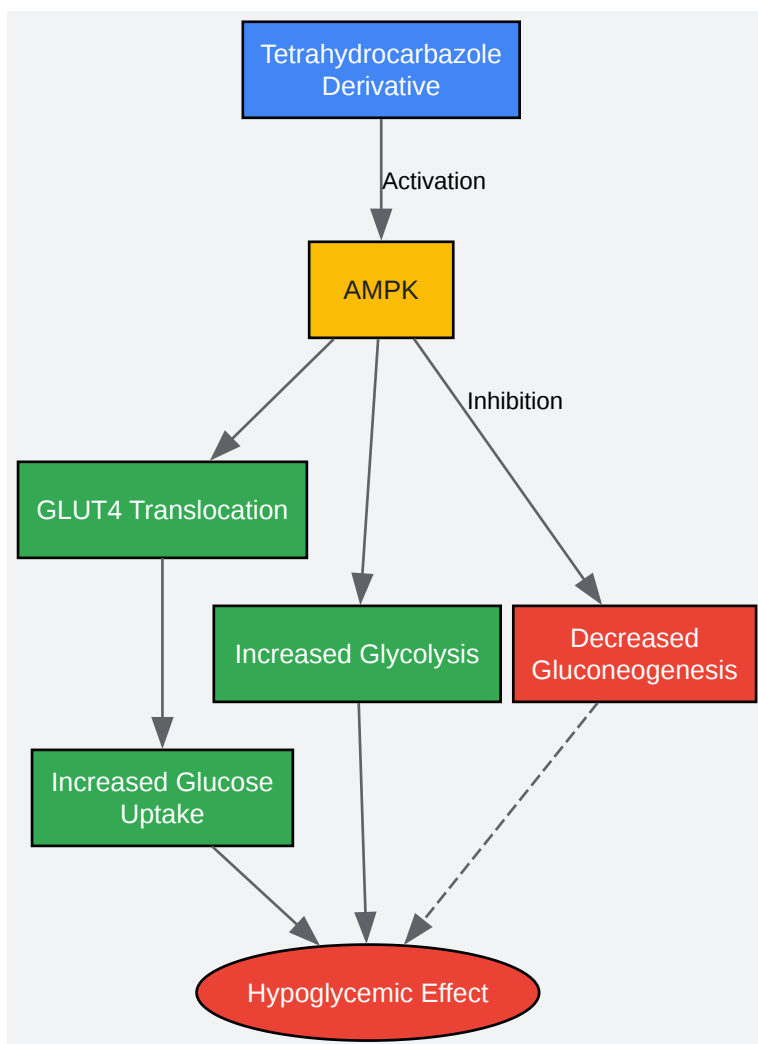 Tetrahydrocarbazole
Derivative
Activation
AMPK
Inhibition
GLUT4 Translocation
Increased Glycolysis
Decreased
Gluconeogenesis
Increased Glucose
Uptake
Hypoglycemic Effect